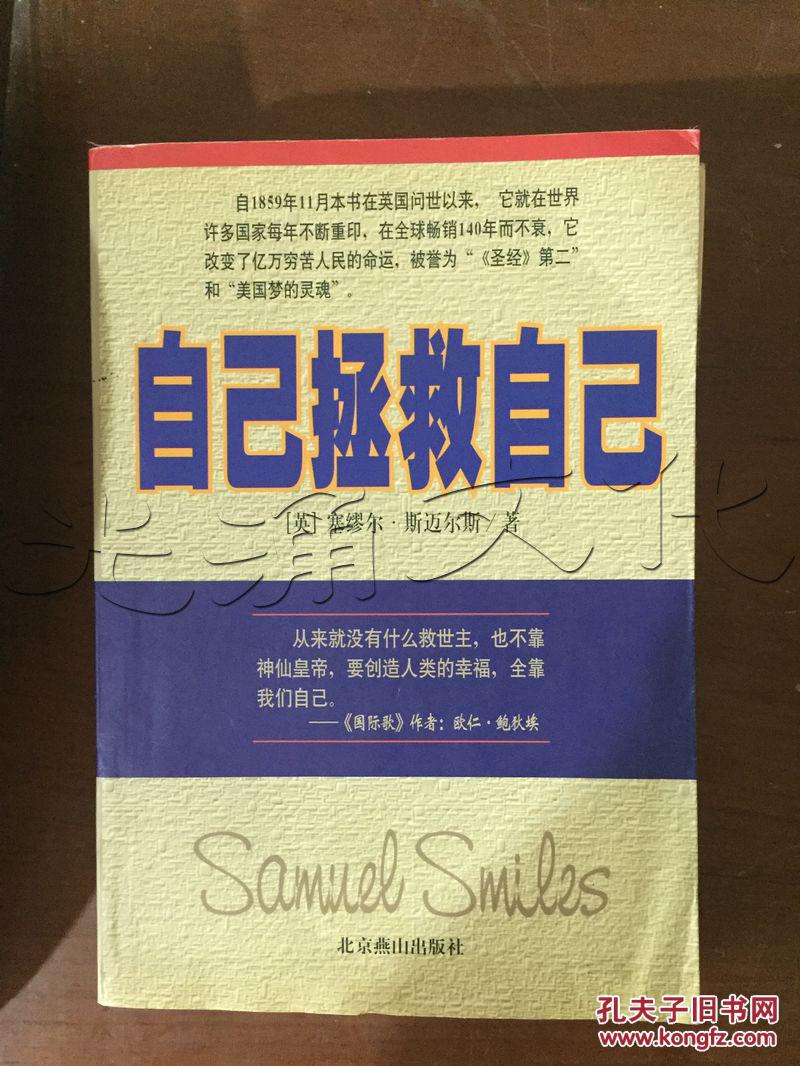 自1859年11月本书在英国问世以来，它就在世界
许多国家每年不断重印，在全球畅销140年而不衰，它
改变了亿万穷苦人民的命运，被誉为“《圣经》第二”
和“美国梦的灵魂”。
自己拯救自己
[英] 塞缪尔·斯迈尔斯／著
光涌文化
从来就没有什么救世主，也不靠
神仙皇帝，要创造人类的幸福，全靠
我们自己。
——《国际歌》作者：欧仁·鲍狄埃
Samuel Smiles
北京燕山出版社
孔夫子旧书网
www.kongfz.com